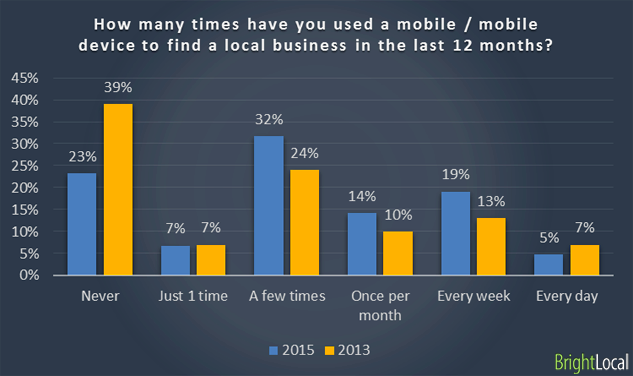 How many times have you used a mobile / mobile
device to find a local business in the last 12 months?
45%
40%
35%
30%
25%
20%
15%
10%
5%
0%
23%
39%
7%
7%
32%
24%
14%
10%
19%
13%
5%
7%
Never
Just 1 time
A few times
Once per
month
Every week
Every day
2015
2013
BrightLocal